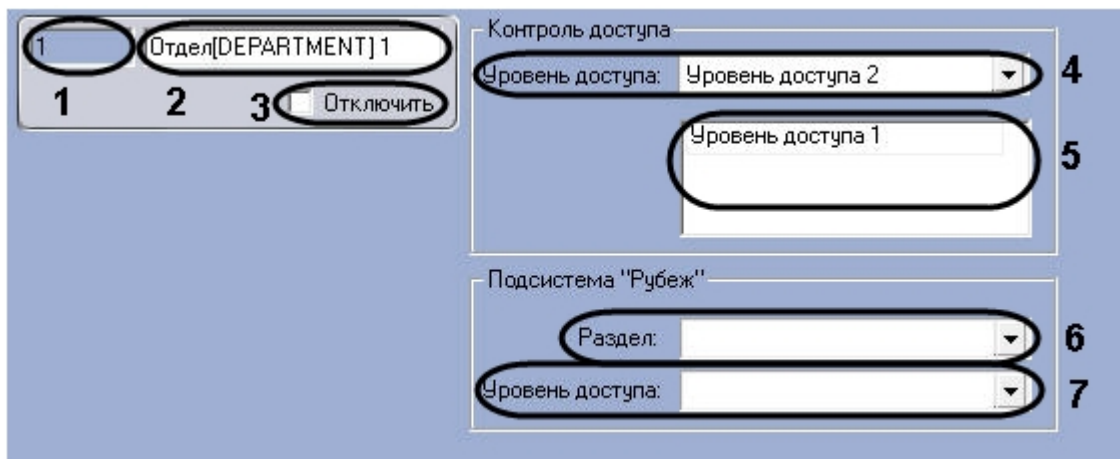 1
Отдел[DEPARTMENT] 1
1
2
3
Отключить
Контроль доступа
Уровень доступа:
Уровень доступа 2
4
Уровень доступа 1
5
Подсистема "Рубеж"
Раздел:
6
Уровень доступа:
7